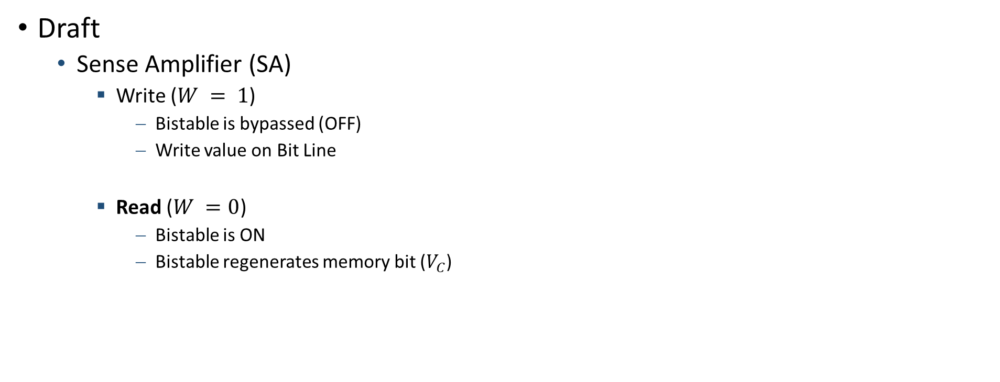 • Draft
• Sense Amplifier (SA)
▪ Write (W = 1)
– Bistable is bypassed (OFF)
– Write value on Bit Line
▪ Read (W = 0)
– Bistable is ON
– Bistable regenerates memory bit (V_C)